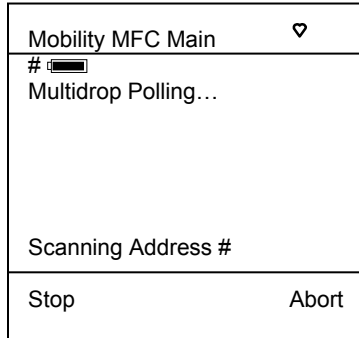 Mobility MFC Main
#
Multidrop Polling…
Scanning Address #
Stop Abort